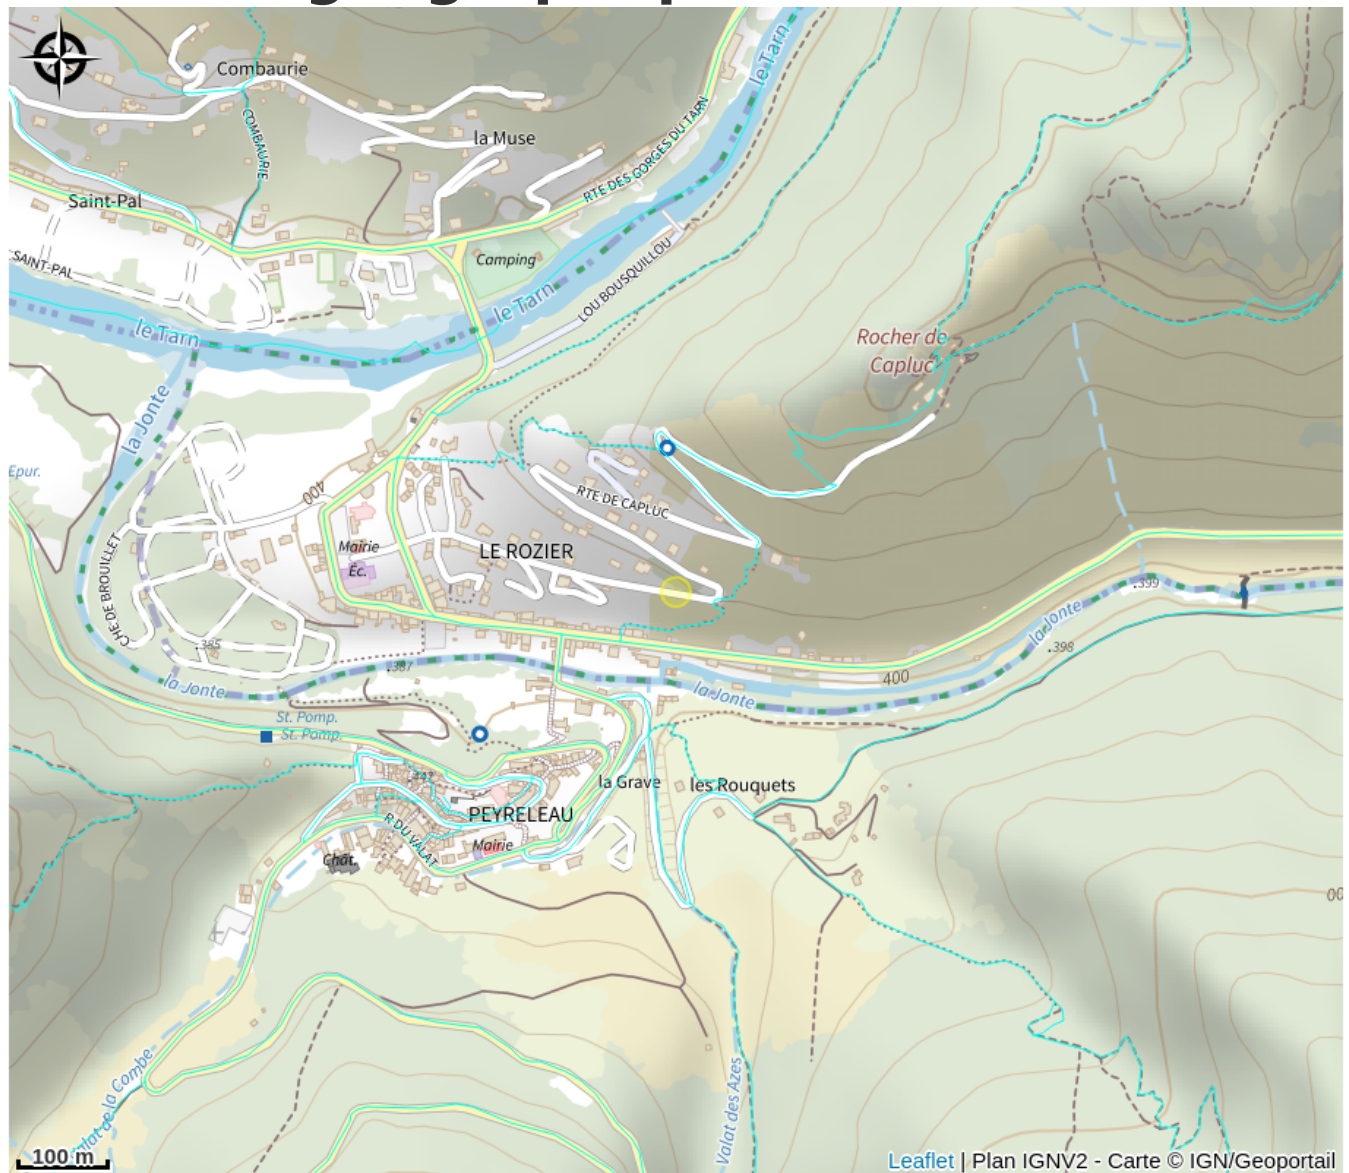 Combaurie
le Tarn
la Muse
COMBAURIE
RTE DES GORGES DU TARN
Saint-Pal
Camping
-SAINT-PAL
LOU BOUSQUILLOU
le Tarn
le Tarn
Rocher de
Capluc
la Jonte
Epur.
400
RTE DE CAPLUC
Mairie
LE ROZIER
Éc.
CHE DE BROUILLET
.399
la Jonte
.385
.398
.387
400
la Jonte
la Jonte
St. Pomp.
St. Pomp.
.442
la Grave
les Rouquets
PEYRELEAU
R DU VALAT
Mairie
Chât.
00
Valat de la Combe
Valat des Azes
100 m
Leaflet | Plan IGNV2 - Carte © IGN/Geoportail